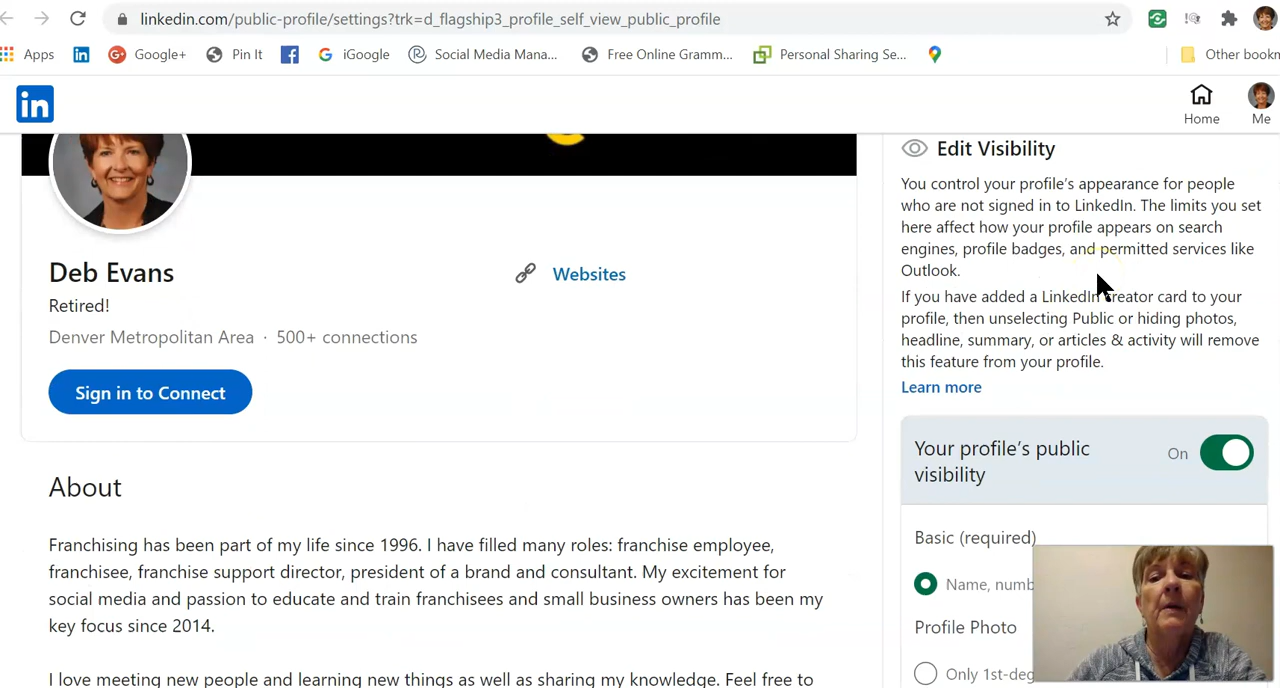 linkedin.com/public-profile/settings?trk=d_flagship3_profile_self_view_public_profile
Apps
Google+
Pin It
iGoogle
Social Media Mana...
Free Online Gramm...
Personal Sharing Se...
Other bookm
in
Home
Me
Deb Evans
Retired!
Denver Metropolitan Area · 500+ connections
Websites
Sign in to Connect
About
Franchising has been part of my life since 1996. I have filled many roles: franchise employee,
franchisee, franchise support director, president of a brand and consultant. My excitement for
social media and passion to educate and train franchisees and small business owners has been my
key focus since 2014.
I love meeting new people and learning new things as well as sharing my knowledge. Feel free to
Edit Visibility
You control your profile's appearance for people
who are not signed in to LinkedIn. The limits you set
here affect how your profile appears on search
engines, profile badges, and permitted services like
Outlook.
If you have added a LinkedIn creator card to your
profile, then unselecting Public or hiding photos,
headline, summary, or articles & activity will remove
this feature from your profile.
Learn more
Your profile's public
visibility
On
Basic (required)
Name, numb
Profile Photo
Only 1st-deg